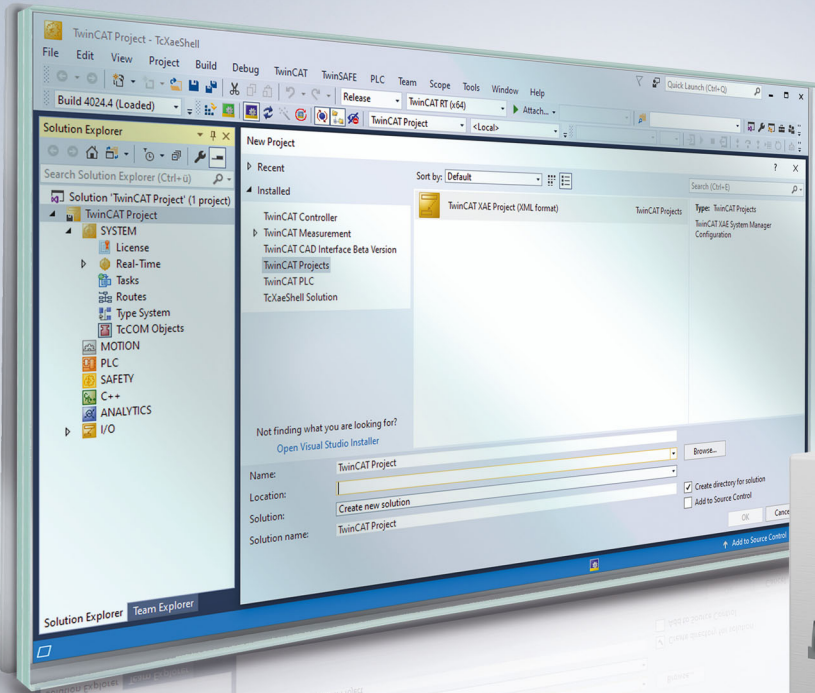 TwinCAT Project - TcXaeShell
File Edit View Project Build Debug TwinCAT TwinSAFE PLC Team Scope Tools Window Help
Quick Launch (Ctrl+Q)
Release TwinCAT RT (x64) Attach...
Build 4024.4 (Loaded) TwinCAT Project <Local>
Solution Explorer
Search Solution Explorer (Ctrl+ü)
Solution 'TwinCAT Project' (1 project)
TwinCAT Project
SYSTEM
License
Real-Time
Tasks
Routes
Type System
TcCOM Objects
MOTION
PLC
SAFETY
C++
ANALYTICS
I/O
Solution Explorer Team Explorer
New Project
? X
Recent
Installed
TwinCAT Controller
TwinCAT Measurement
TwinCAT CAD Interface Beta Version
TwinCAT Projects
TwinCAT PLC
TcXaeShell Solution
Not finding what you are looking for?
Open Visual Studio Installer
Sort by: Default
Search (Ctrl+E)
TwinCAT XAE Project (XML format) TwinCAT Projects
Type: TwinCAT Projects
TwinCAT XAE System Manager
Configuration
Name: TwinCAT Project
Location:
Browse...
Solution: Create new solution
Solution name: TwinCAT Project
Create directory for solution
Add to Source Control
OK Cance
Add to Source Control